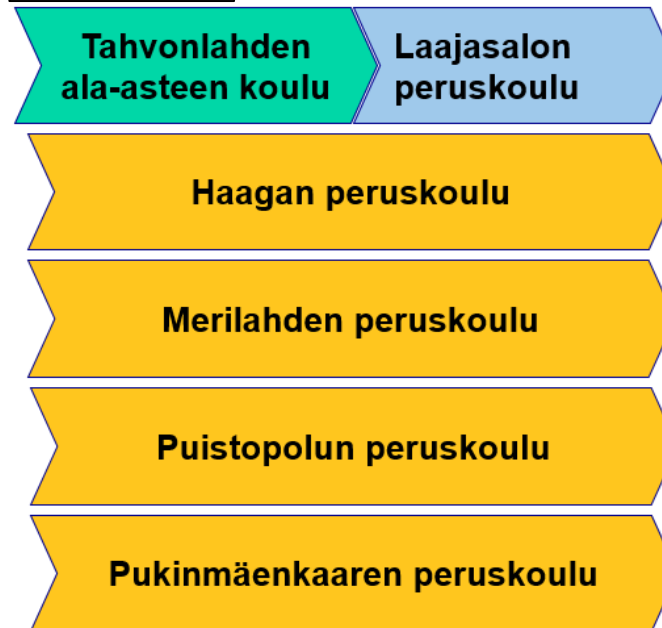 Tahvonlahden
ala-asteen koulu
Laajasalon
peruskoulu
Haagan peruskoulu
Merilahden peruskoulu
Puistopolun peruskoulu
Pukinmäenkaaren peruskoulu